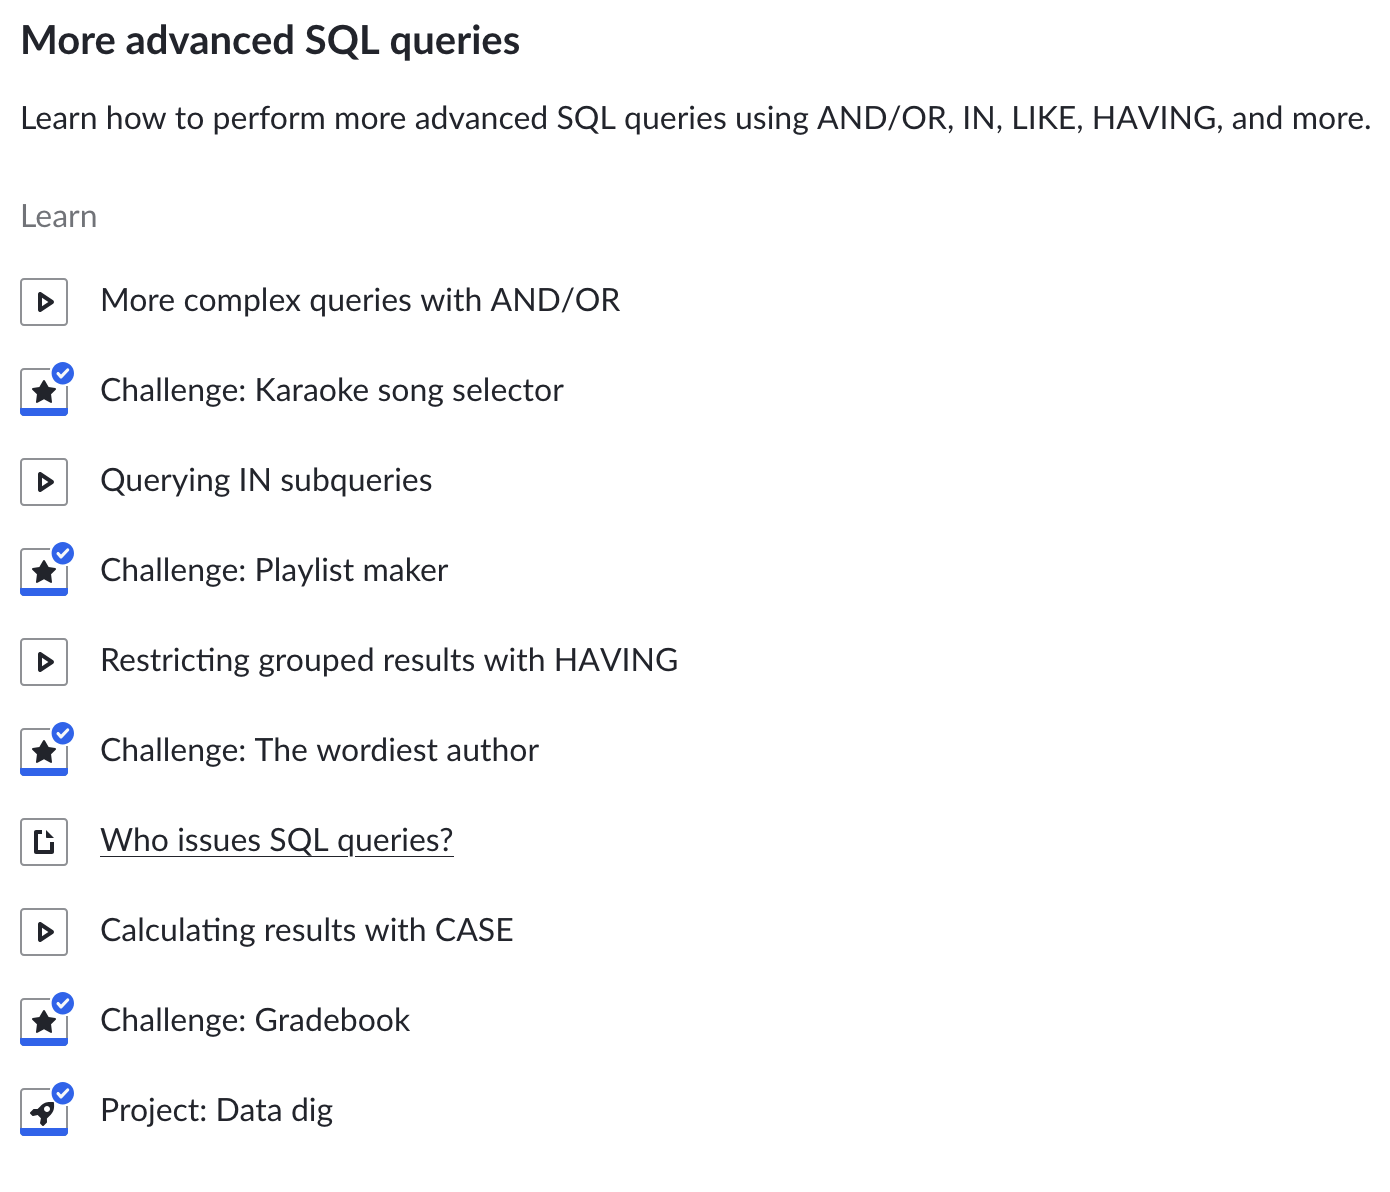 More advanced SQL queries
Learn how to perform more advanced SQL queries using AND/OR, IN, LIKE, HAVING, and more.
Learn
More complex queries with AND/OR
Challenge: Karaoke song selector
Querying IN subqueries
Challenge: Playlist maker
Restricting grouped results with HAVING
Challenge: The wordiest author
Who issues SQL queries?
Calculating results with CASE
Challenge: Gradebook
Project: Data dig